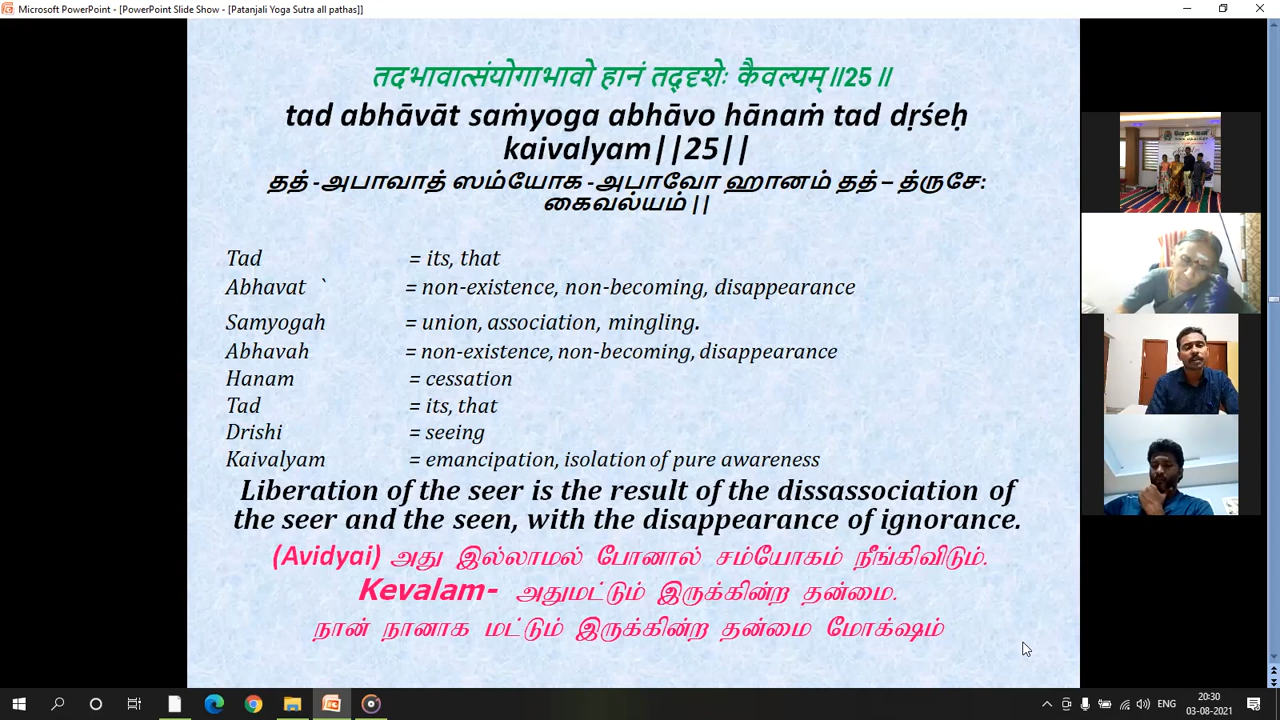 Microsoft PowerPoint - [PowerPoint Slide Show - [Patanjali Yoga Sutra all pathas]]
तदभावात्संयोगाभावो हानं तद्दृशेः कैवल्यम्॥25॥
tad abhāvāt saṁyoga abhāvo hānaṁ tad dṛśeḥ
kaivalyam||25||
தத் -அபாவாத் ஸம்யோக -அபாவோ ஹானம் தத் – த்ருசே:
கைவல்யம் ||
Tad = its, that
Abhavat ` = non-existence, non-becoming, disappearance
Samyogah = union, association, mingling.
Abhavah = non-existence, non-becoming, disappearance
Hanam = cessation
Tad = its, that
Drishi = seeing
Kaivalyam = emancipation, isolation of pure awareness
Liberation of the seer is the result of the dissassociation of
the seer and the seen, with the disappearance of ignorance.
(Avidyai) அது இல்லாமல் போனால் சம்யோகம் நீங்கிவிடும்.
Kevalam- அதுமட்டும் இருக்கின்ற தன்மை.
நான் நானாக மட்டும் இருக்கின்ற தன்மை மோக்ஷம்
ENG
20:30
03-08-2021